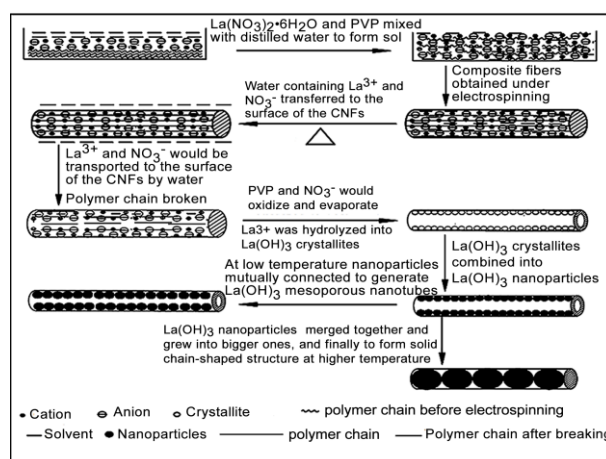 La(NO₃)₂•6H₂O and PVP mixed
with distilled water to form sol
Composite fibers
obtained under
electrospinning
Water containing La³⁺ and
NO₃⁻ transferred to the
surface of the CNFs
La³⁺ and NO₃⁻ would be
transported to the surface
of the CNFs by water
Polymer chain broken
PVP and NO₃⁻ would
oxidize and evaporate
La3+ was hydrolyzed into
La(OH)₃ crystallites
La(OH)₃ crystallites
combined into
La(OH)₃ nanoparticles
At low temperature nanoparticles
mutually connected to generate
La(OH)₃ mesoporous nanotubes
La(OH)₃ nanoparticles merged together and
grew into bigger ones, and finally to form solid
chain-shaped structure at higher temperature
Cation Anion Crystallite polymer chain before electrospinning
Solvent Nanoparticles polymer chain Polymer chain after breaking